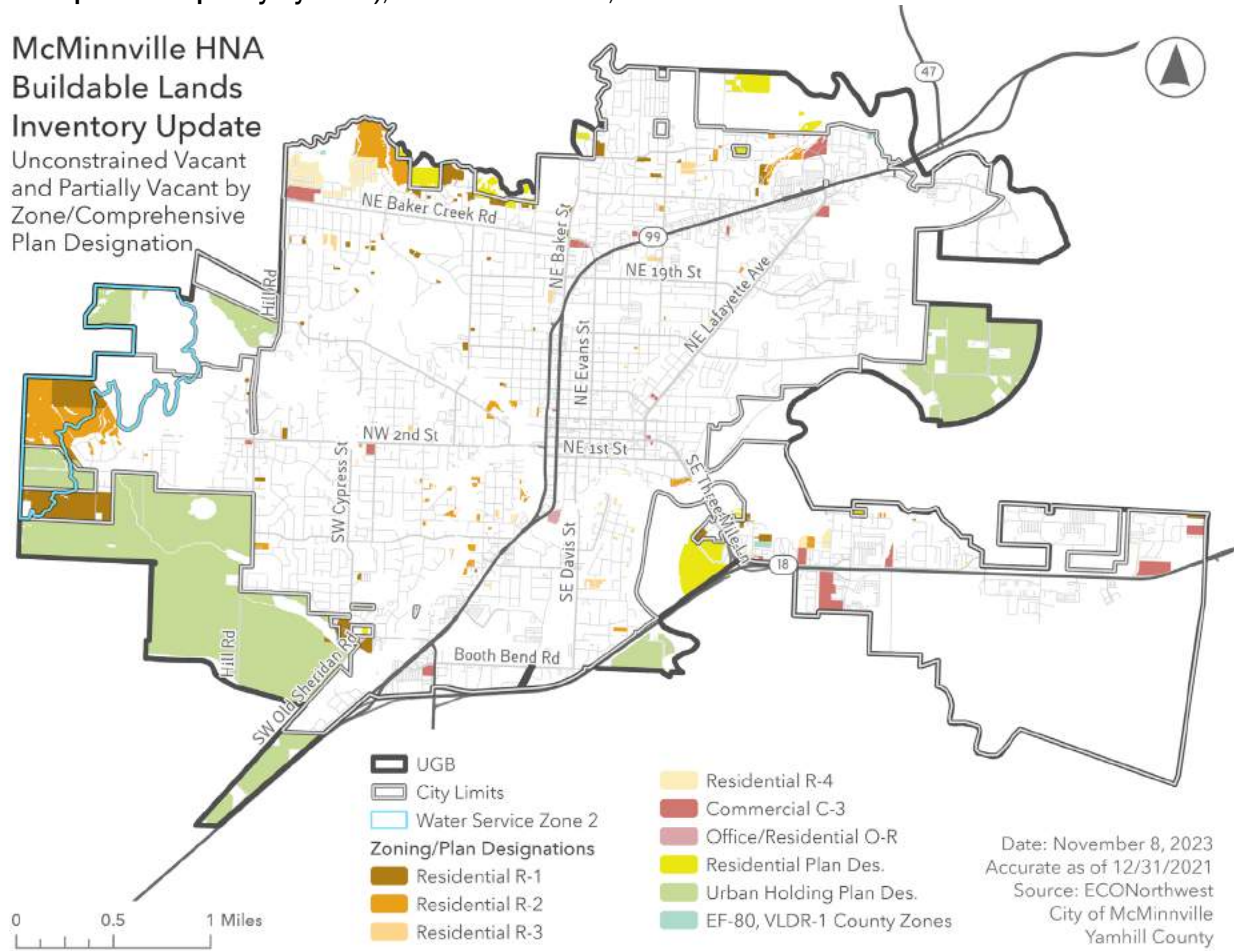 McMinnville HNA
Buildable Lands
Inventory Update
Unconstrained Vacant
and Partially Vacant by
Zone/Comprehensive
Plan Designation
47
NE Baker Creek Rd
NE Baker St
99
NE 19th St
Hill Rd
NE Lafayette Ave
NE Evans St
NW 2nd St
NE 1st St
SW Cypress St
SE Three Mile Ln
SE Davis St
18
Hill Rd
Booth Bend Rd
SW Old Sheridan Rd
UGB
City Limits
Water Service Zone 2
Zoning/Plan Designations
Residential R-1
Residential R-2
Residential R-3
Residential R-4
Commercial C-3
Office/Residential O-R
Residential Plan Des.
Urban Holding Plan Des.
EF-80, VLDR-1 County Zones
Date: November 8, 2023
Accurate as of 12/31/2021
Source: ECONorthwest
City of McMinnville
Yamhill County
0 0.5 1 Miles